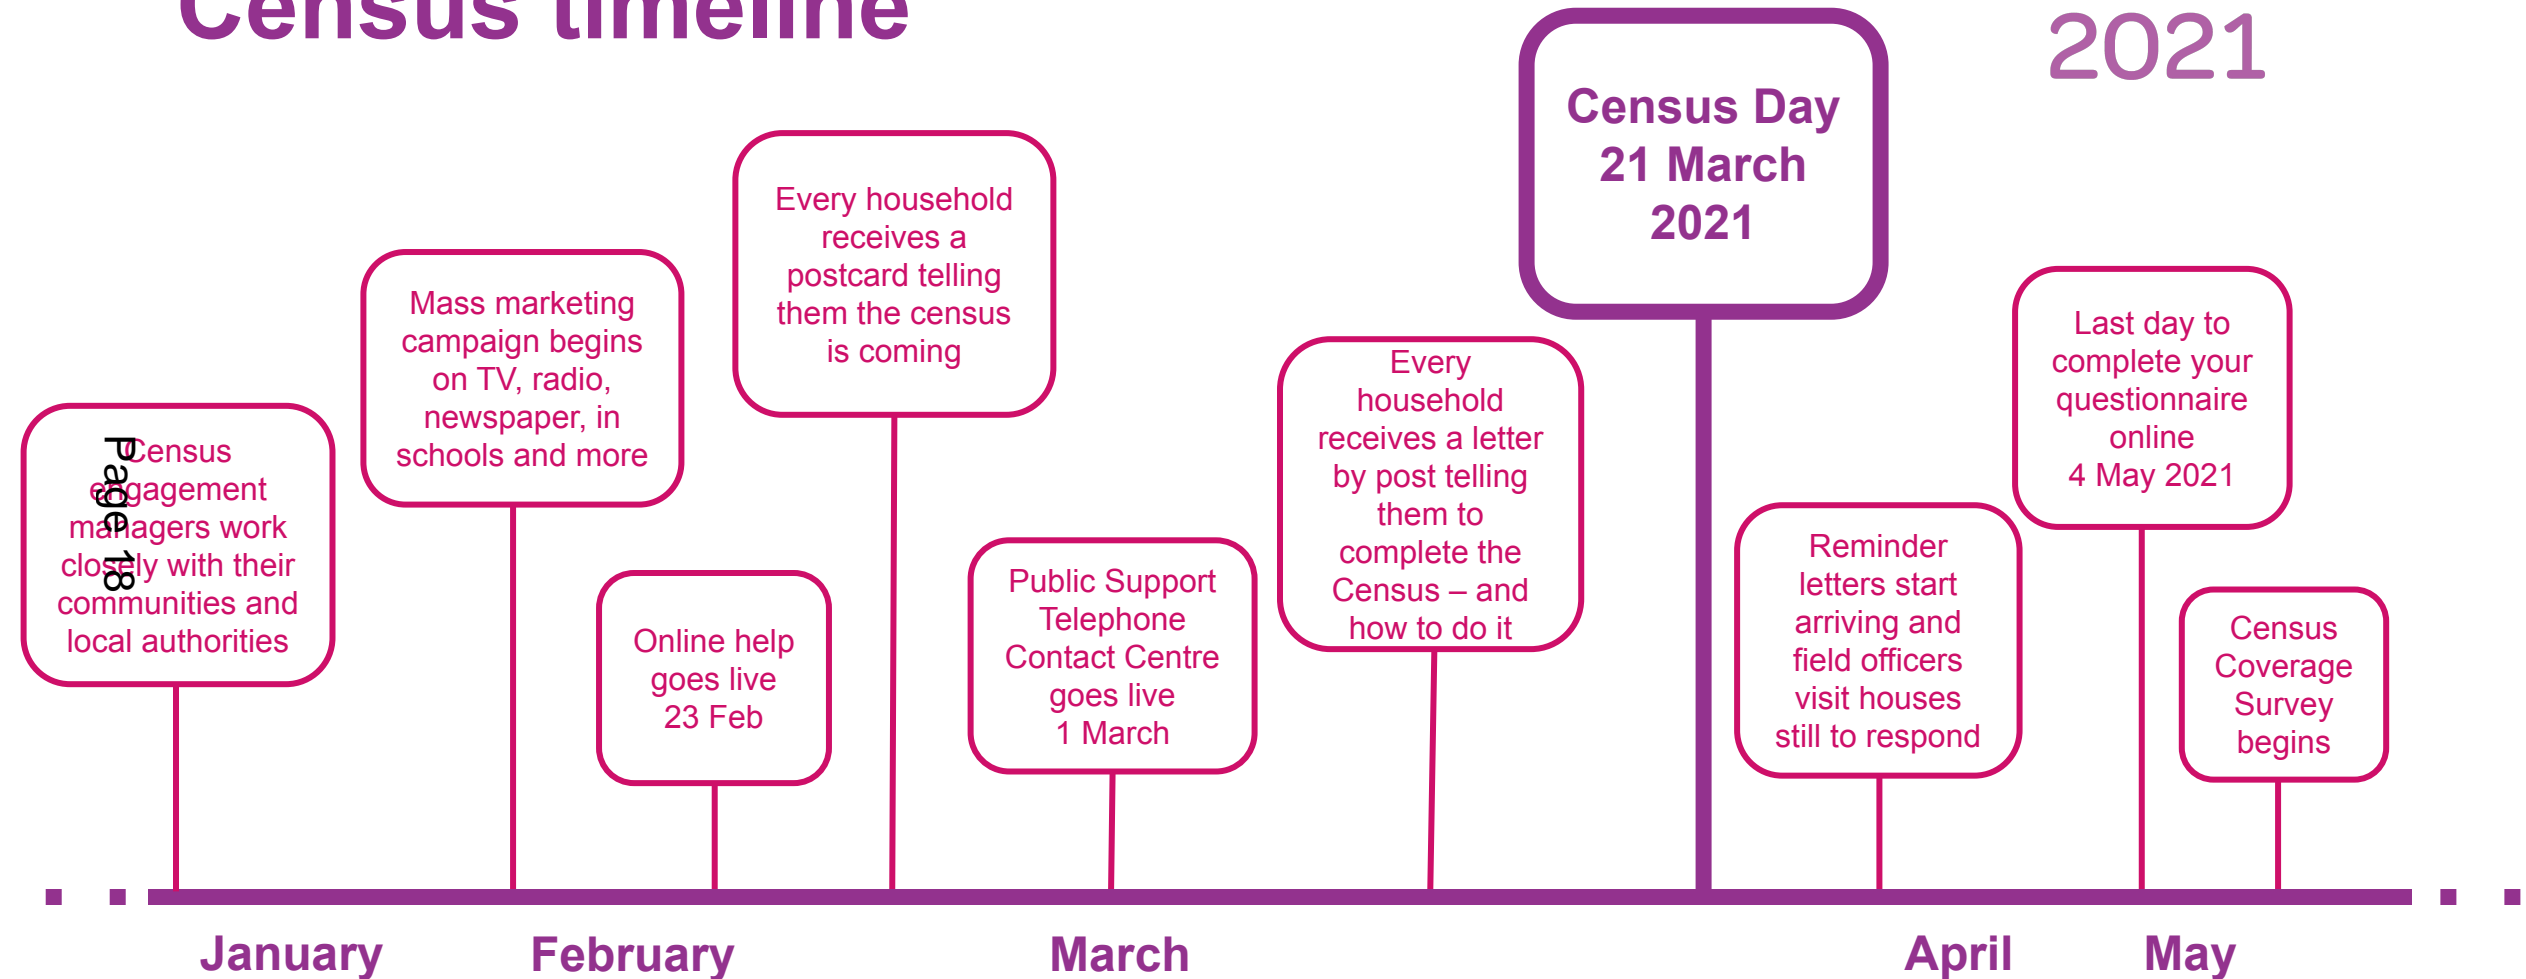 Census timeline
2021
Census Day
21 March
2021
Every household
receives a
postcard telling
them the census
is coming
Mass marketing
campaign begins
on TV, radio,
newspaper, in
schools and more
Census
engagement
managers work
closely with their
communities and
local authorities
Page 18
Online help
goes live
23 Feb
Public Support
Telephone
Contact Centre
goes live
1 March
Every
household
receives a letter
by post telling
them to
complete the
Census – and
how to do it
Reminder
letters start
arriving and
field officers
visit houses
still to respond
Last day to
complete your
questionnaire
online
4 May 2021
Census
Coverage
Survey
begins
January
February
March
April
May